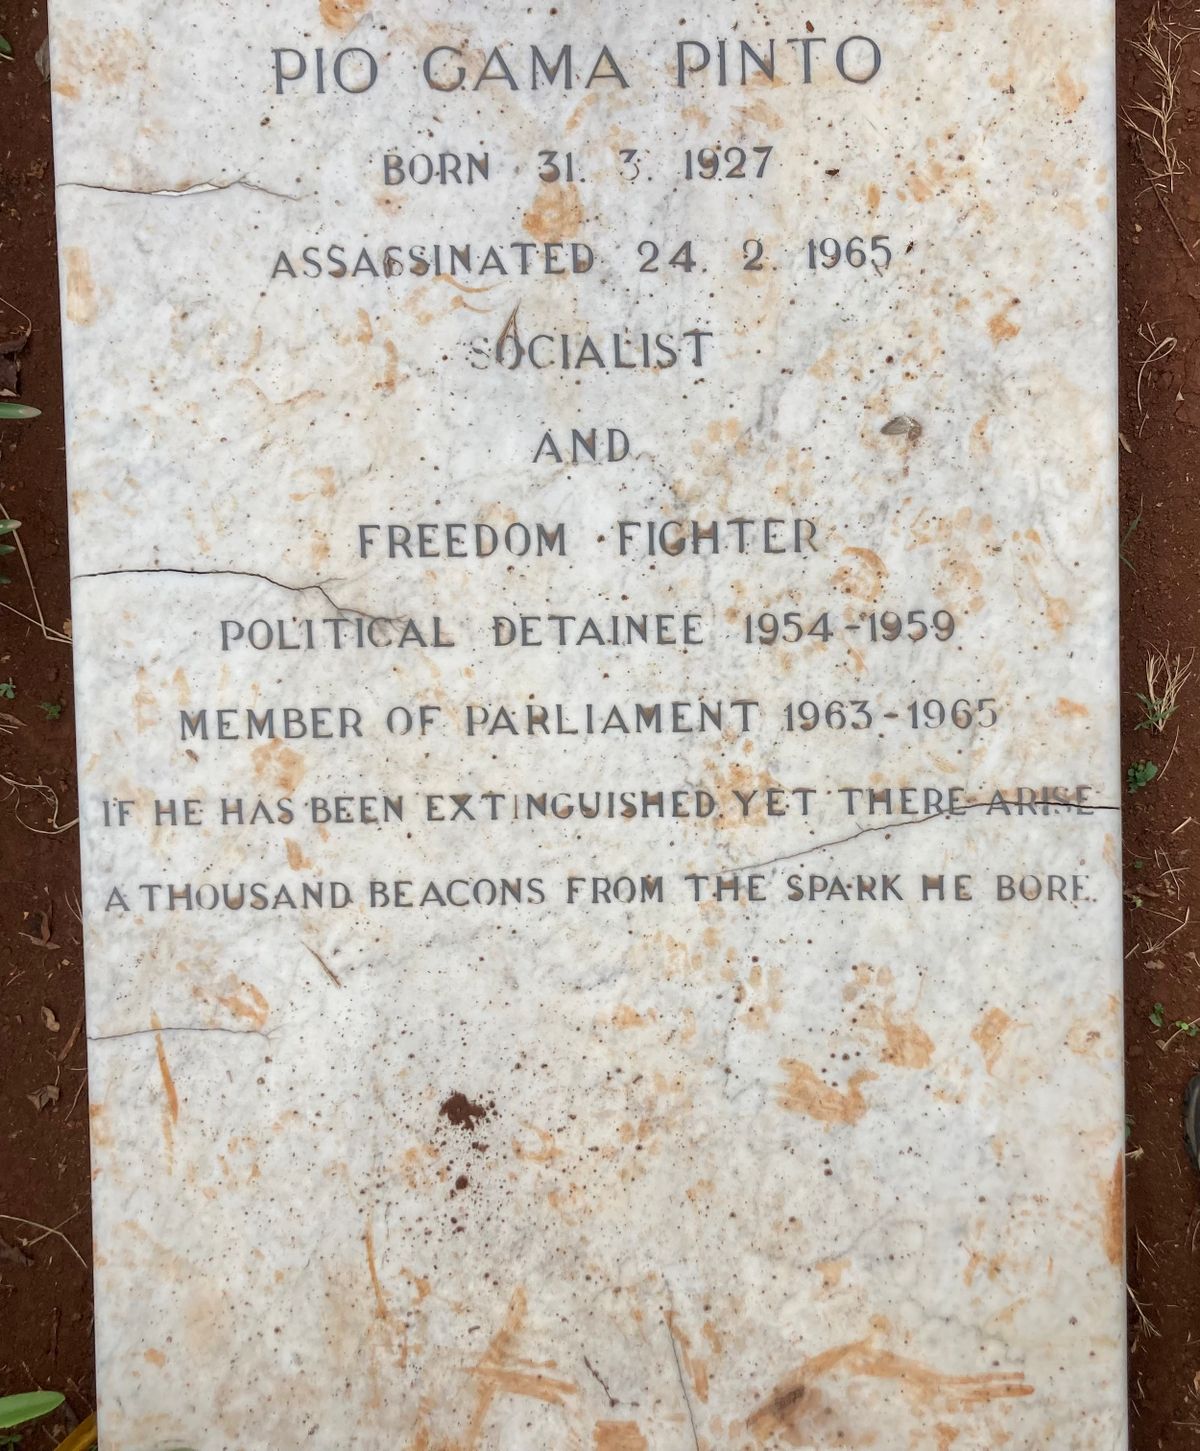 PIO GAMA PINTO
BORN 31. 3. 1927
ASSASSINATED 24. 2. 1965
SOCIALIST
AND
FREEDOM FIGHTER
POLITICAL DETAINEE 1954-1959
MEMBER OF PARLIAMENT 1963-1965
IF HE HAS BEEN EXTINGUISHED YET THERE ARISE
A THOUSAND BEACONS FROM THE SPARK HE BORE.